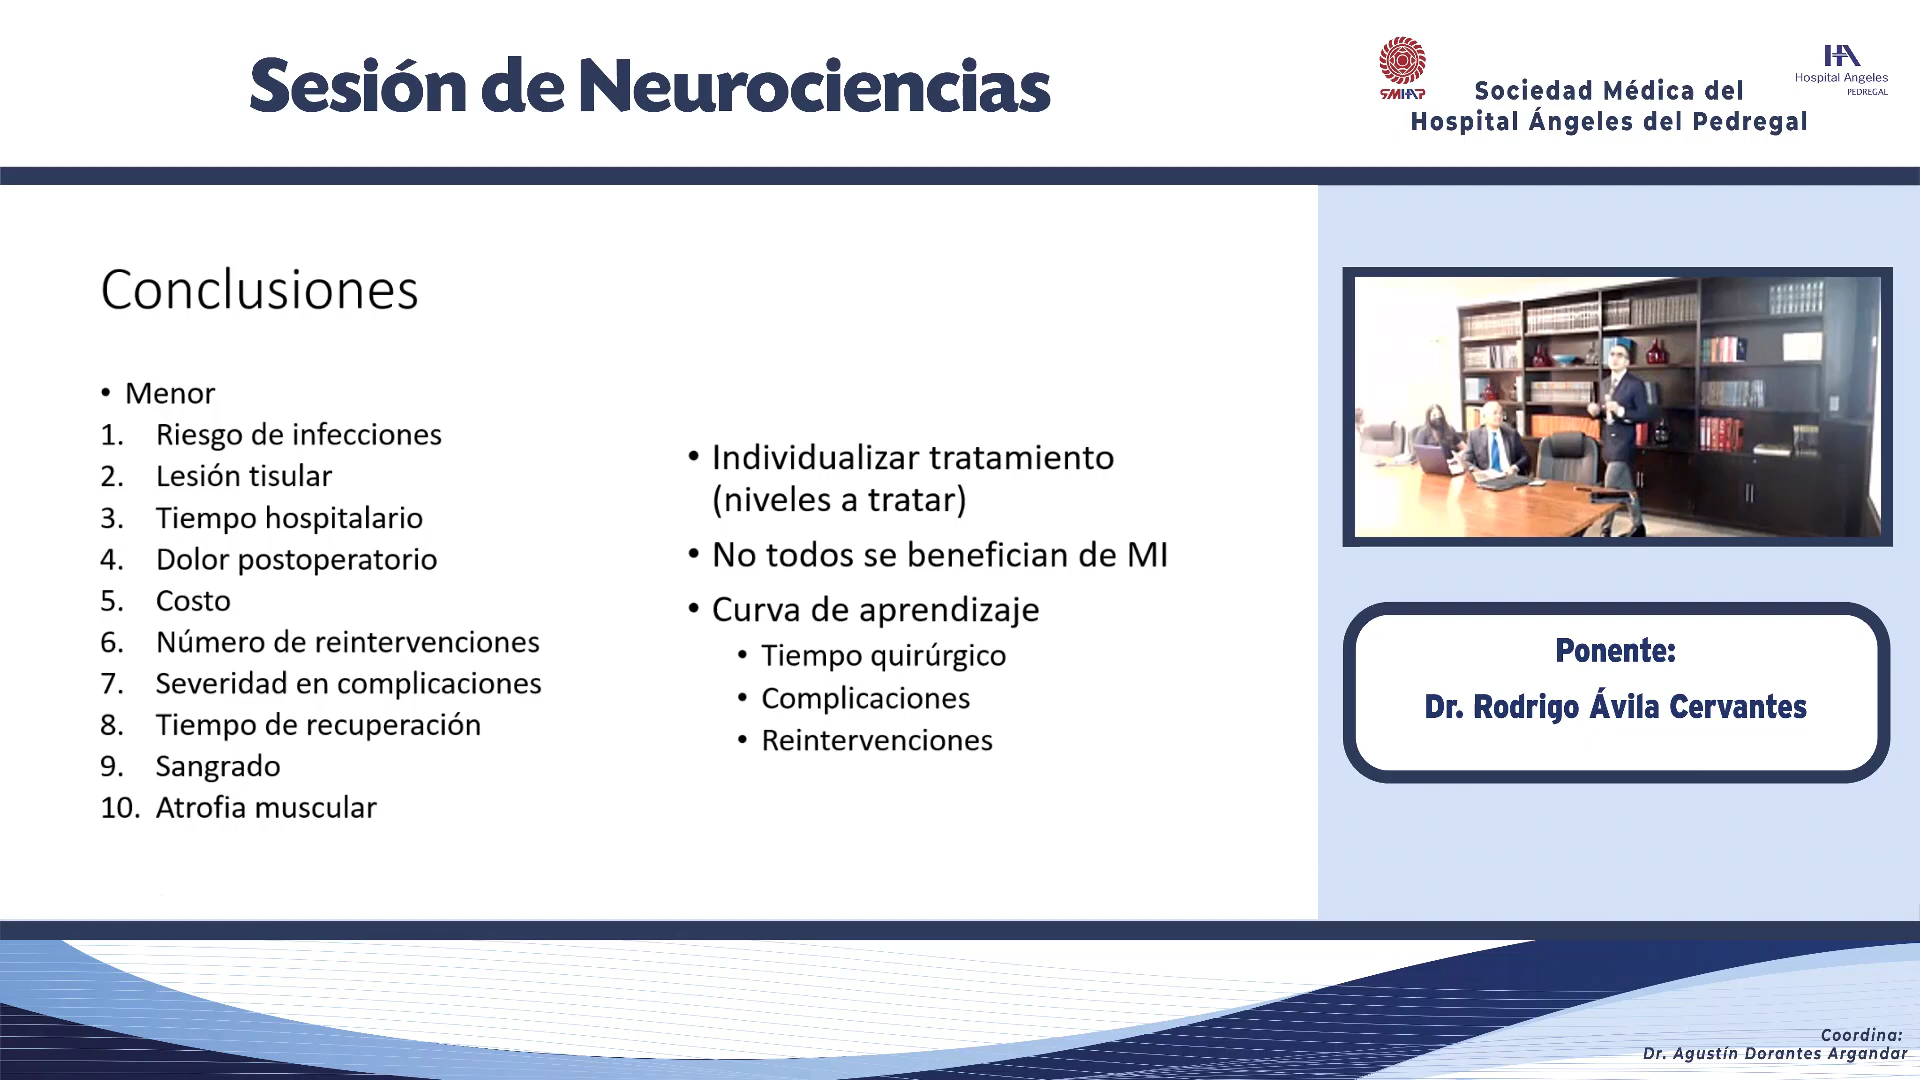 Sesión de Neurociencias
SMHAP
Sociedad Médica del
Hospital Ángeles del Pedregal
HA
Hospital Angeles
PEDREGAL
Conclusiones
• Menor
1. Riesgo de infecciones
2. Lesión tisular
3. Tiempo hospitalario
4. Dolor postoperatorio
5. Costo
6. Número de reintervenciones
7. Severidad en complicaciones
8. Tiempo de recuperación
9. Sangrado
10. Atrofia muscular
• Individualizar tratamiento
(niveles a tratar)
• No todos se benefician de MI
• Curva de aprendizaje
• Tiempo quirúrgico
• Complicaciones
• Reintervenciones
Ponente:
Dr. Rodrigo Ávila Cervantes
Coordina:
Dr. Agustín Dorantes Argandar